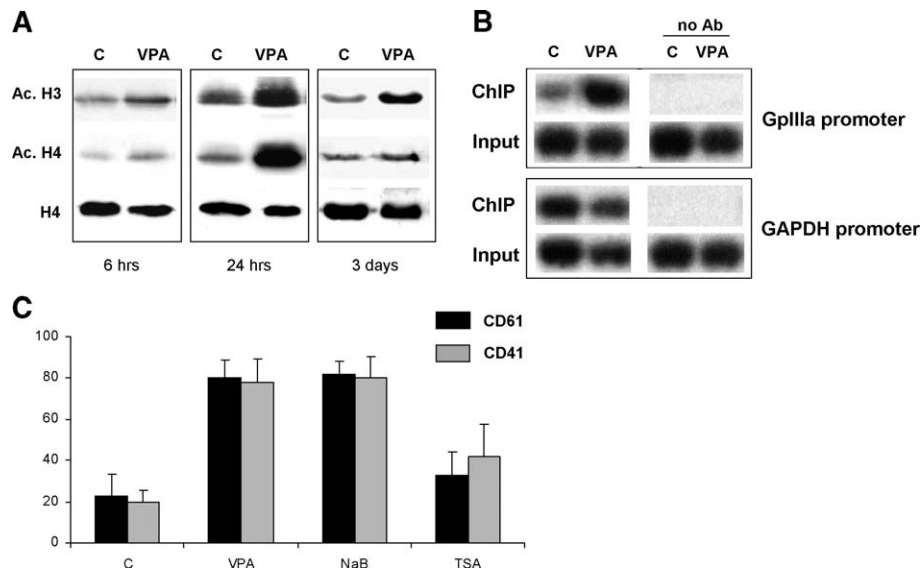 A
C VPA C VPA C VPA
Ac. H3
Ac. H4
H4
6 hrs 24 hrs 3 days
B
no Ab
C VPA C VPA
ChIP
GpIIIa promoter
Input
ChIP
GAPDH promoter
Input
C
CD61
CD41
100
80
60
40
20
0
C VPA NaB TSA